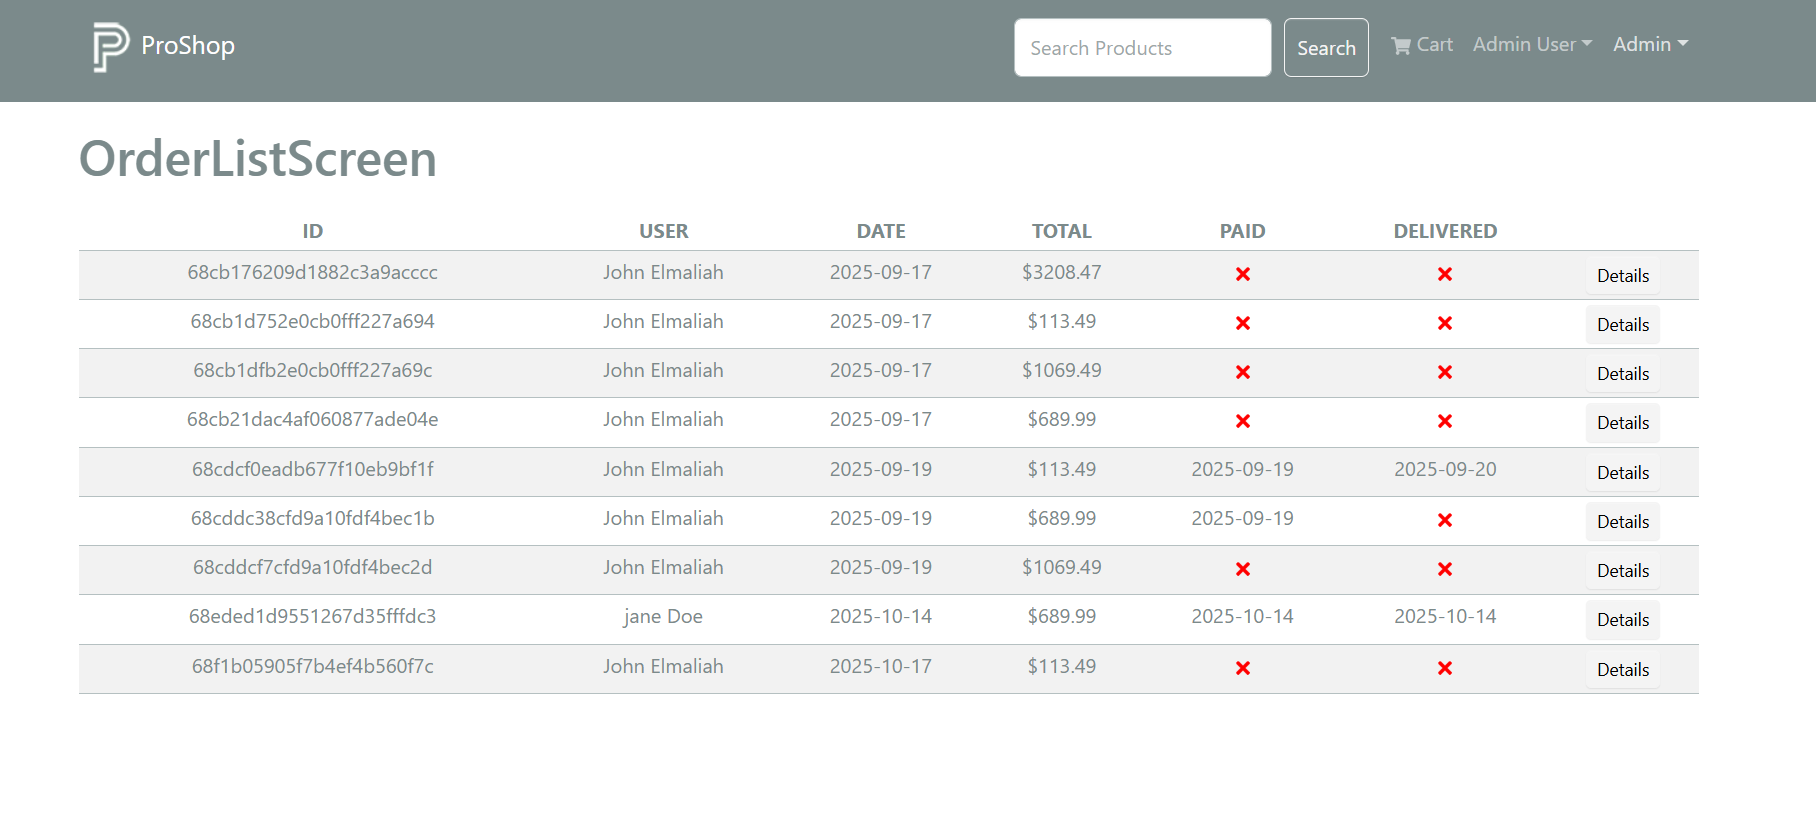 ProShop Search Products Search Cart Admin User Admin
OrderListScreen
ID USER DATE TOTAL PAID DELIVERED
68cb176209d1882c3a9acccc John Elmaliah 2025-09-17 $3208.47 Details
68cb1d752e0cb0fff227a694 John Elmaliah 2025-09-17 $113.49 Details
68cb1dfb2e0cb0fff227a69c John Elmaliah 2025-09-17 $1069.49 Details
68cb21dac4af060877ade04e John Elmaliah 2025-09-17 $689.99 Details
68cdcf0eadb677f10eb9bf1f John Elmaliah 2025-09-19 $113.49 2025-09-19 2025-09-20 Details
68cddc38cfd9a10fdf4bec1b John Elmaliah 2025-09-19 $689.99 2025-09-19 Details
68cddcf7cfd9a10fdf4bec2d John Elmaliah 2025-09-19 $1069.49 Details
68eded1d9551267d35fffdc3 jane Doe 2025-10-14 $689.99 2025-10-14 2025-10-14 Details
68f1b05905f7b4ef4b560f7c John Elmaliah 2025-10-17 $113.49 Details